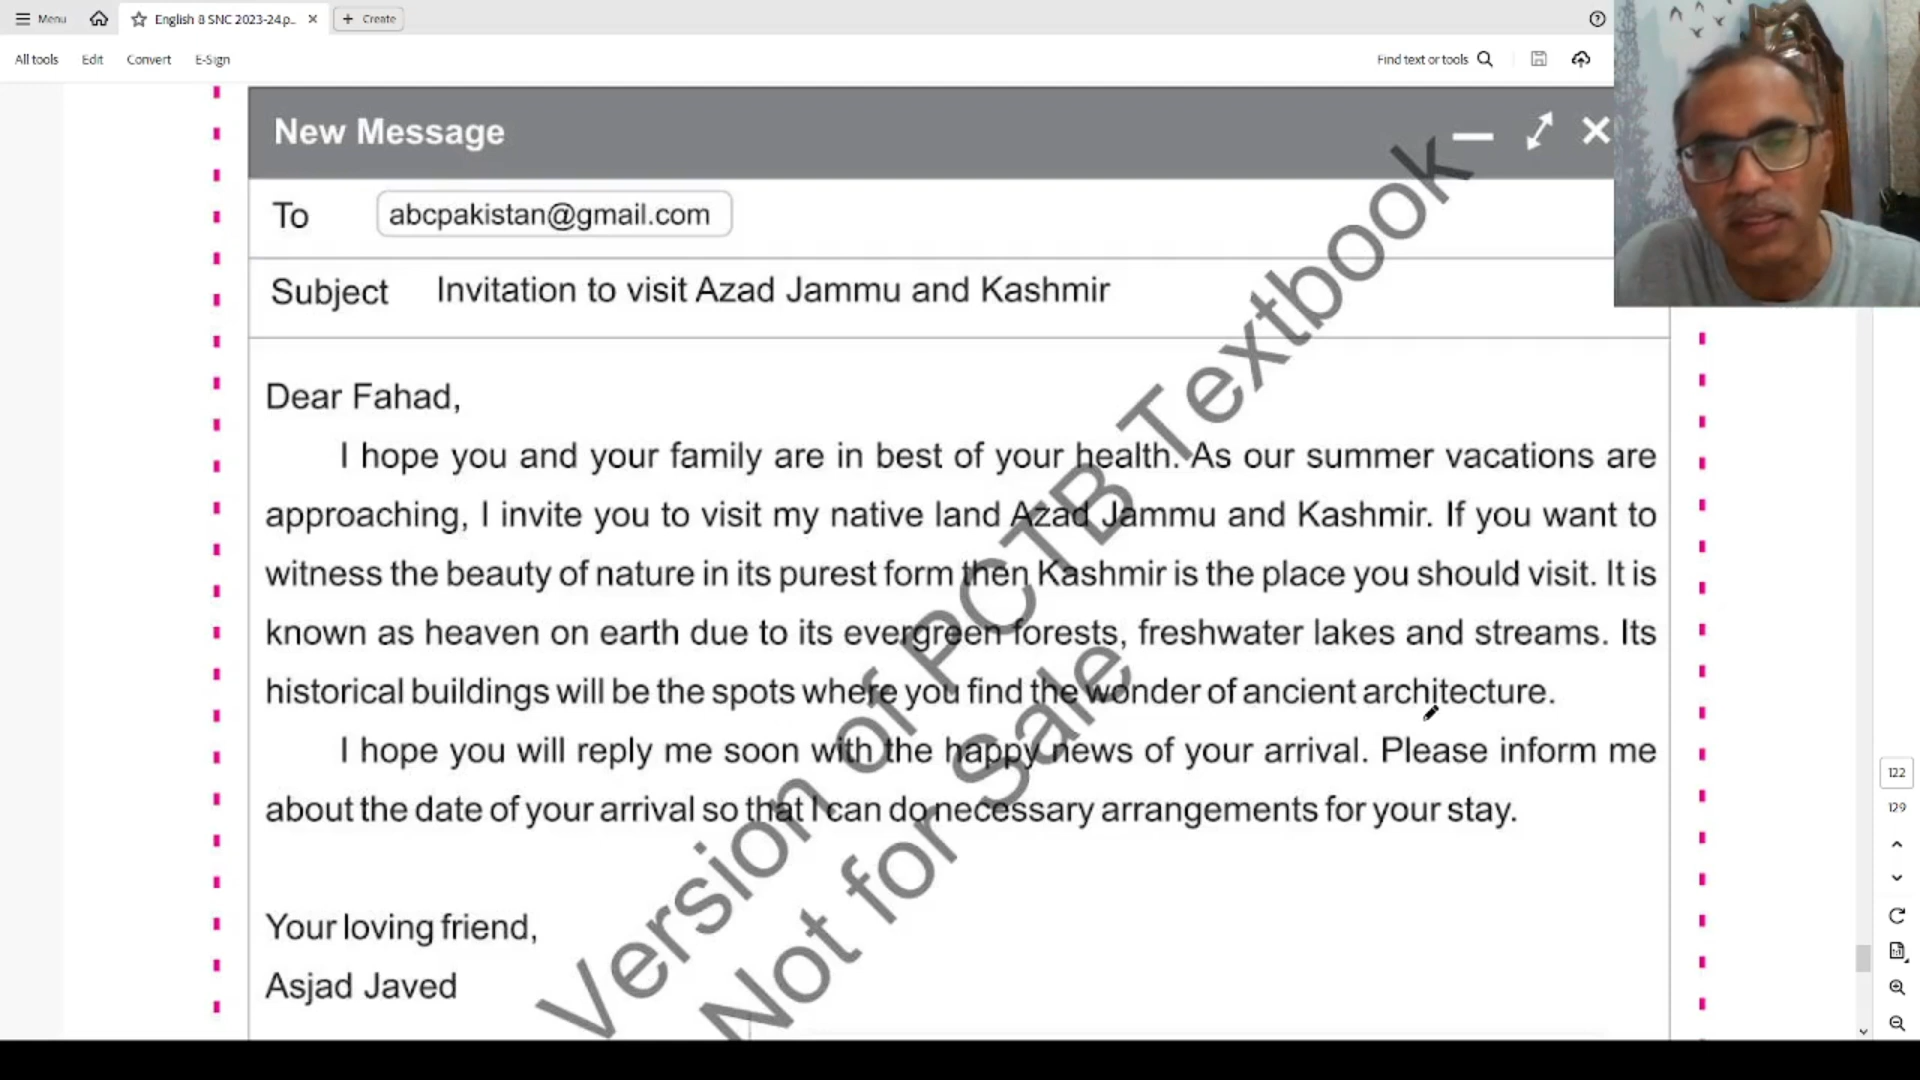 Menu
English 8 SNC 2023-24.p...
Create
All tools Edit Convert E-Sign
Find text or tools
New Message
To abcpakistan@gmail.com
Subject Invitation to visit Azad Jammu and Kashmir
Dear Fahad,
I hope you and your family are in best of your health. As our summer vacations are
approaching, I invite you to visit my native land Azad Jammu and Kashmir. If you want to
witness the beauty of nature in its purest form then Kashmir is the place you should visit. It is
known as heaven on earth due to its evergreen forests, freshwater lakes and streams. Its
historical buildings will be the spots where you find the wonder of ancient architecture.
I hope you will reply me soon with the happy news of your arrival. Please inform me
about the date of your arrival so that I can do necessary arrangements for your stay.
Your loving friend,
Asjad Javed
Version of PCTB Textbook
Not for Sale
122
129